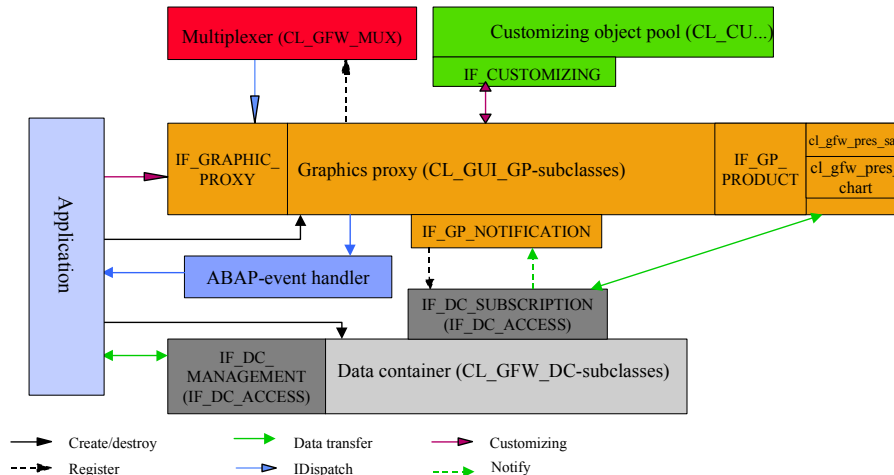 Multiplexer (CL_GFW_MUX)
Customizing object pool (CL_CU...)
IF_CUSTOMIZING
Application
IF_GRAPHIC_
PROXY
Graphics proxy (CL_GUI_GP-subclasses)
IF_GP_
PRODUCT
cl_gfw_pres_sa
cl_gfw_pres_
chart
IF_GP_NOTIFICATION
ABAP-event handler
IF_DC_SUBSCRIPTION
(IF_DC_ACCESS)
IF_DC_
MANAGEMENT
(IF_DC_ACCESS)
Data container (CL_GFW_DC-subclasses)
Create/destroy
Data transfer
Customizing
Register
IDispatch
Notify